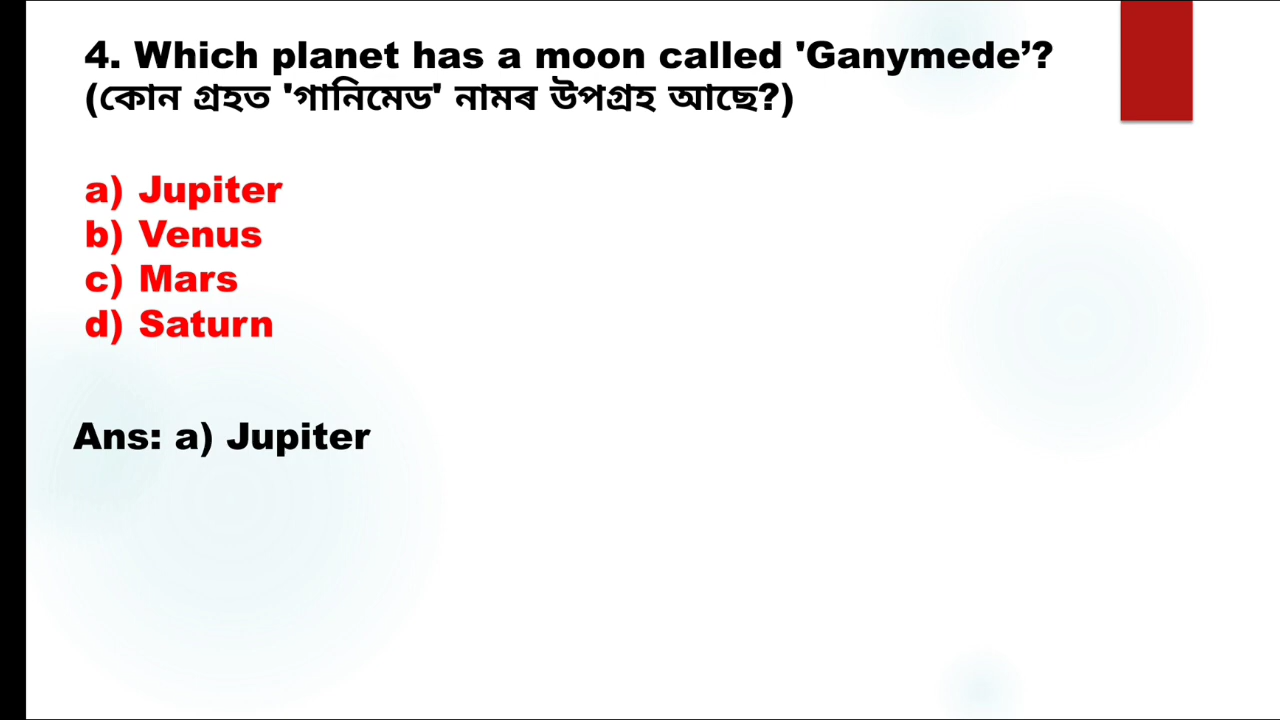 4. Which planet has a moon called 'Ganymede’?
(কোন গ্ৰহত 'গানিমেড' নামৰ উপগ্ৰহ আছে?)
a) Jupiter
b) Venus
c) Mars
d) Saturn
Ans: a) Jupiter